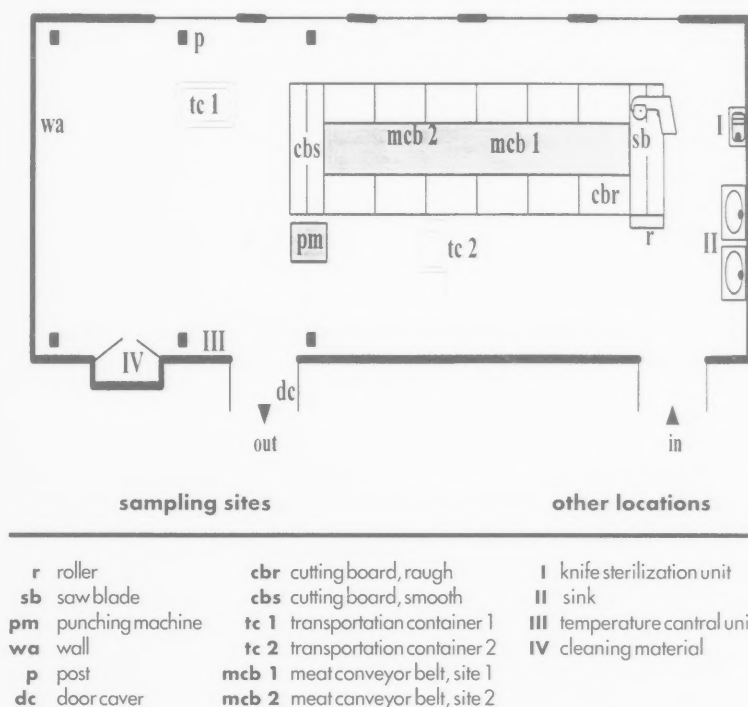 p
tc 1
wa
I
mcb 2
sb
cbs
mcb 1
cbr
pm
r
II
tc 2
III
IV
dc
out
in
sampling sites other locations
r roller cbr cutting board, rough I knife sterilization unit
sb saw blade cbs cutting board, smooth II sink
pm punching machine tc 1 transportation container 1 III temperature cantral uni
wa wall tc 2 transportation container 2 IV cleaning material
p post mcb 1 meat conveyor belt, site 1
dc door caver mcb 2 meat canveyor belt, site 2